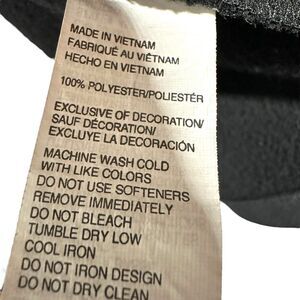 MADE IN VIETNAM
FABRIQUÉ AU VIÊTNAM
HECHO EN VIETNAM
100% POLYESTER/POLIESTÉR
EXCLUSIVE OF DECORATION/
SAUF DÉCORATION/
EXCLUYE LA DECORACIÓN
MACHINE WASH COLD
WITH LIKE COLORS
DO NOT USE SOFTENERS
REMOVE IMMEDIATELY
DO NOT BLEACH
TUMBLE DRY LOW
COOL IRON
DO NOT IRON DESIGN
DO NOT DRY CLEAN